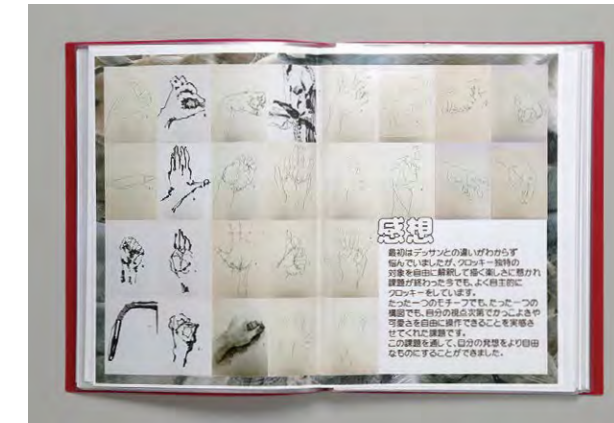 感想
最初はデッサンとの違いがわからず
悩んでいましたが、クロッキー独特の
対象を自由に解釈して描く楽しさに惹かれ
課題が終わった今でも、よく自主的に
クロッキーをしています。
たった一つのモチーフでも、たった一つの
構図でも、自分の視点次第でかっこよさや
可愛さを自由に操作できることを実感さ
せてくれた課題です。
この課題を通して、自分の発想をより自由
なものにすることができました。